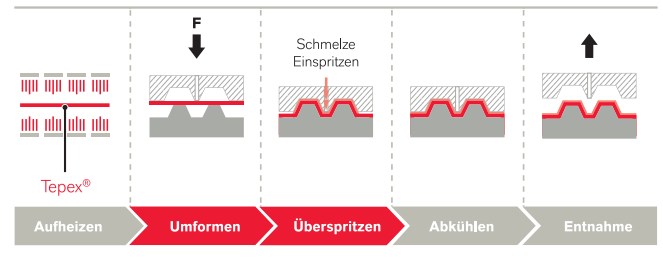 F
Schmelze
Einspritzen
Tepex®
Aufheizen
Umformen
Überspritzen
Abkühlen
Entnahme